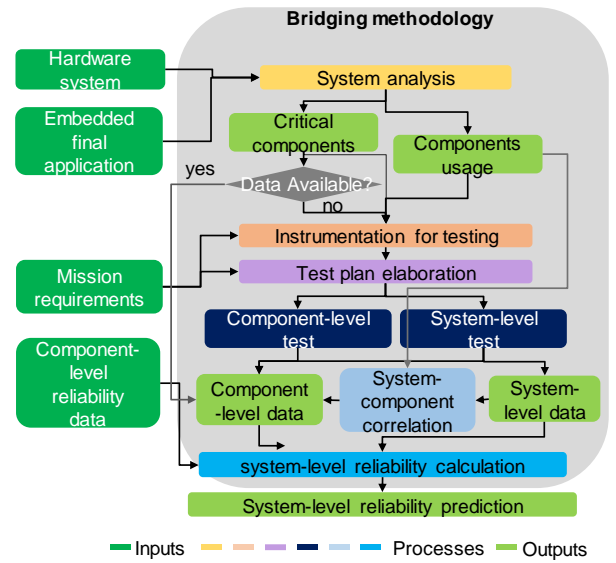 Bridging methodology
Hardware
system
System analysis
Embedded
final
application
Critical
components
Components
usage
yes
Data Available?
no
Instrumentation for testing
Mission
requirements
Test plan elaboration
Component-level
test
System-level
test
Component-
level
reliability
data
Component
-level data
System-
component
correlation
System-
level data
system-level reliability calculation
System-level reliability prediction
Inputs
Processes
Outputs